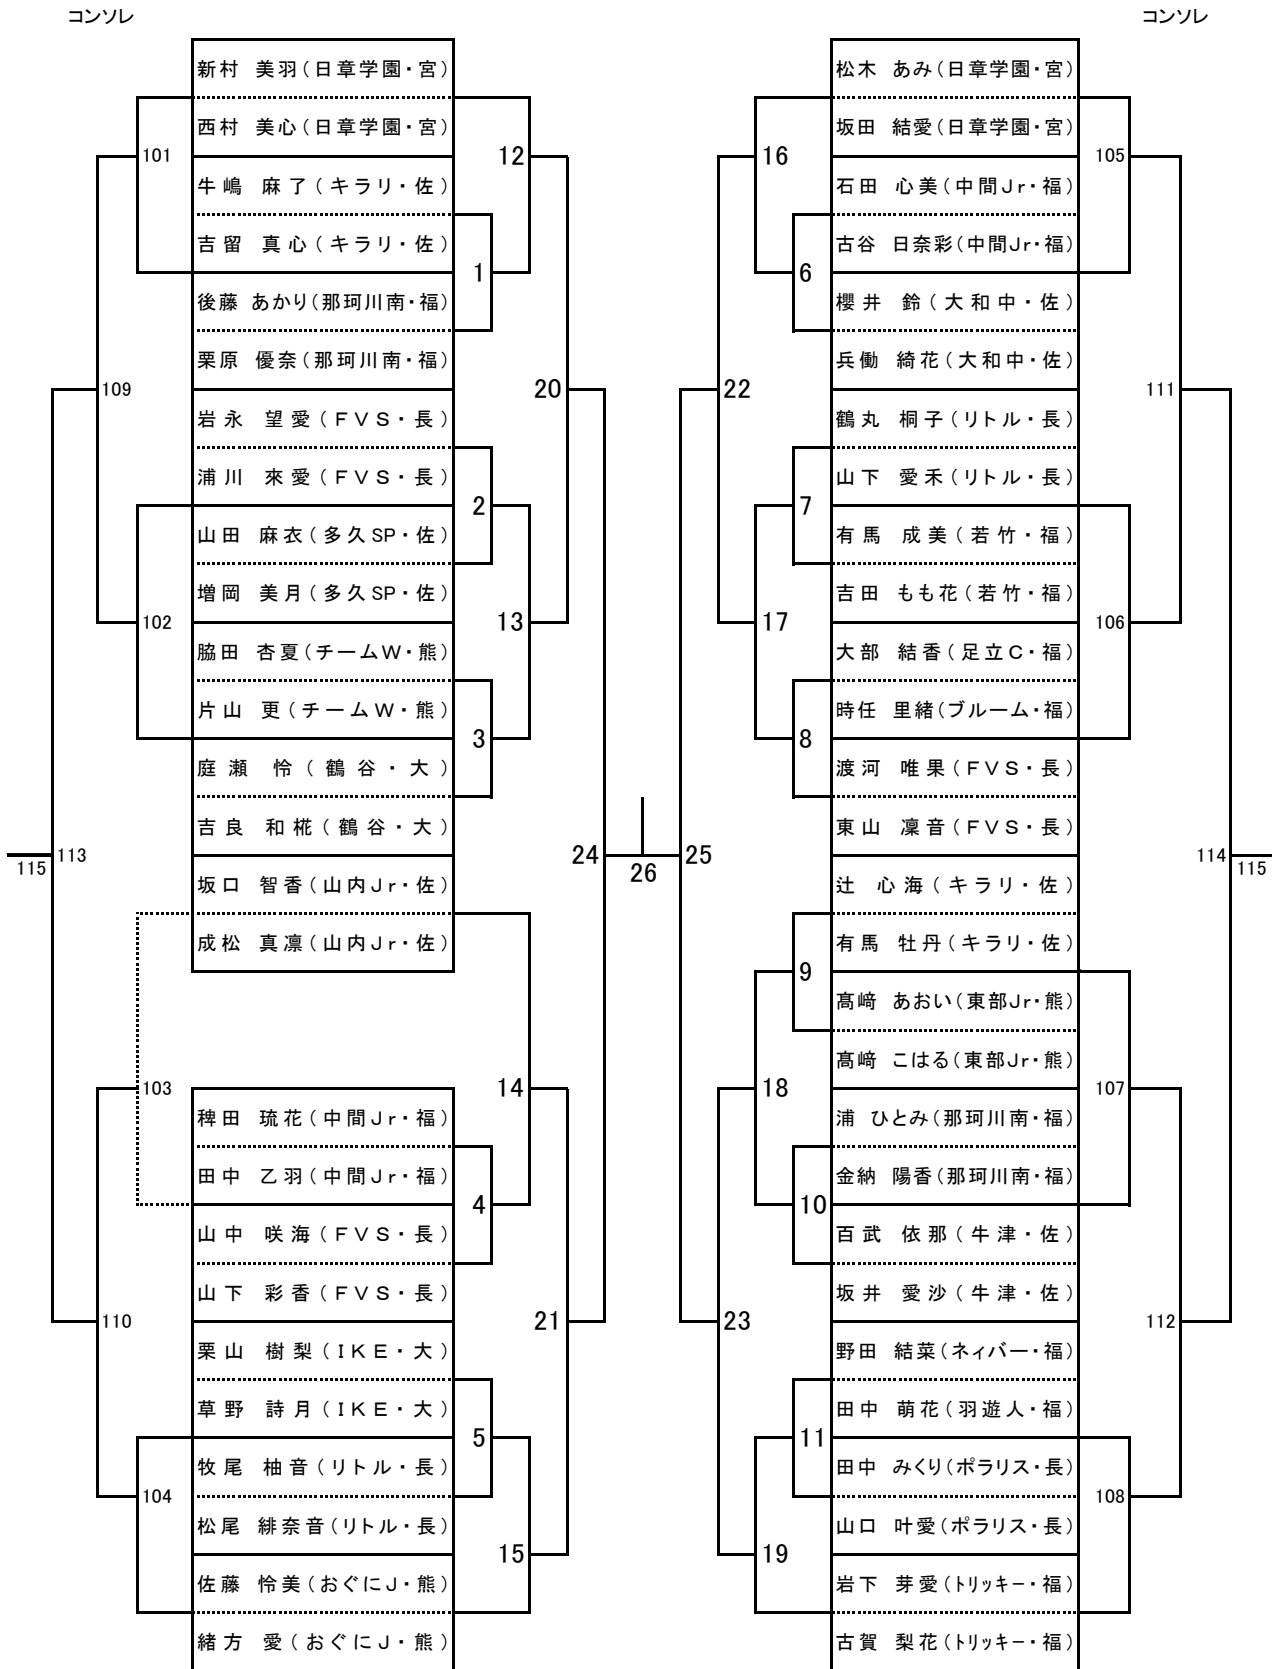 コンソレ
コンソレ
新村 美羽(日章学園・宮)
西村 美心(日章学園・宮)
牛嶋 麻了(キラリ・佐)
吉留 真心(キラリ・佐)
後藤 あかり(那珂川南・福)
栗原 優奈(那珂川南・福)
岩永 望愛(FVS・長)
浦川 來愛(FVS・長)
山田 麻衣(多久SP・佐)
増岡 美月(多久SP・佐)
脇田 杏夏(チームW・熊)
片山 更(チームW・熊)
庭瀬 怜(鶴谷・大)
吉良 和椛(鶴谷・大)
坂口 智香(山内Jr・佐)
成松 真凛(山内Jr・佐)
稗田 琉花(中間Jr・福)
田中 乙羽(中間Jr・福)
山中 咲海(FVS・長)
山下 彩香(FVS・長)
栗山 樹梨(IKE・大)
草野 詩月(IKE・大)
牧尾 柚音(リトル・長)
松尾 緋奈音(リトル・長)
佐藤 怜美(おぐにJ・熊)
緒方 愛(おぐにJ・熊)
101
102
103
104
109
110
113
115
1
2
3
4
5
12
13
14
15
20
21
24
26
25
22
23
16
17
18
19
6
7
8
9
10
11
松木 あみ(日章学園・宮)
坂田 結愛(日章学園・宮)
石田 心美(中間Jr・福)
古谷 日奈彩(中間Jr・福)
櫻井 鈴(大和中・佐)
兵働 綺花(大和中・佐)
鶴丸 桐子(リトル・長)
山下 愛禾(リトル・長)
有馬 成美(若竹・福)
吉田 もも花(若竹・福)
大部 結香(足立C・福)
時任 里緒(ブルーム・福)
渡河 唯果(FVS・長)
東山 凜音(FVS・長)
辻 心海(キラリ・佐)
有馬 牡丹(キラリ・佐)
髙﨑 あおい(東部Jr・熊)
髙﨑 こはる(東部Jr・熊)
浦 ひとみ(那珂川南・福)
金納 陽香(那珂川南・福)
百武 依那(牛津・佐)
坂井 愛沙(牛津・佐)
野田 結菜(ネィバー・福)
田中 萌花(羽遊人・福)
田中 みくり(ポラリス・長)
山口 叶愛(ポラリス・長)
岩下 芽愛(トリッキー・福)
古賀 梨花(トリッキー・福)
105
106
107
108
111
112
114
115